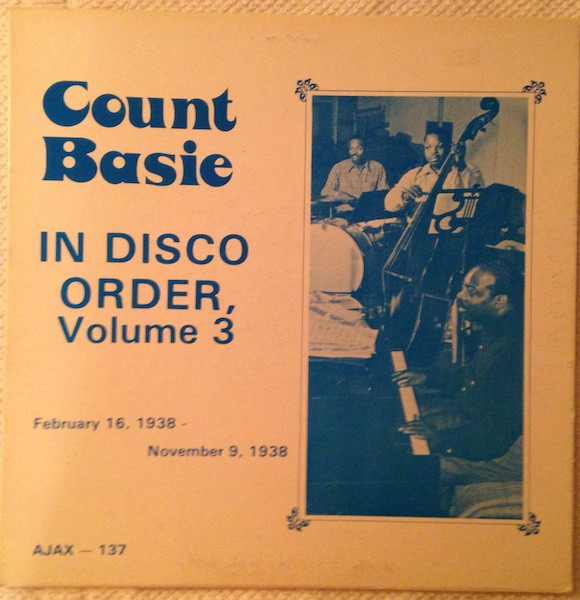 Count
Basie
IN DISCO
ORDER,
Volume 3
February 16, 1938 -
November 9, 1938
AJAX — 137